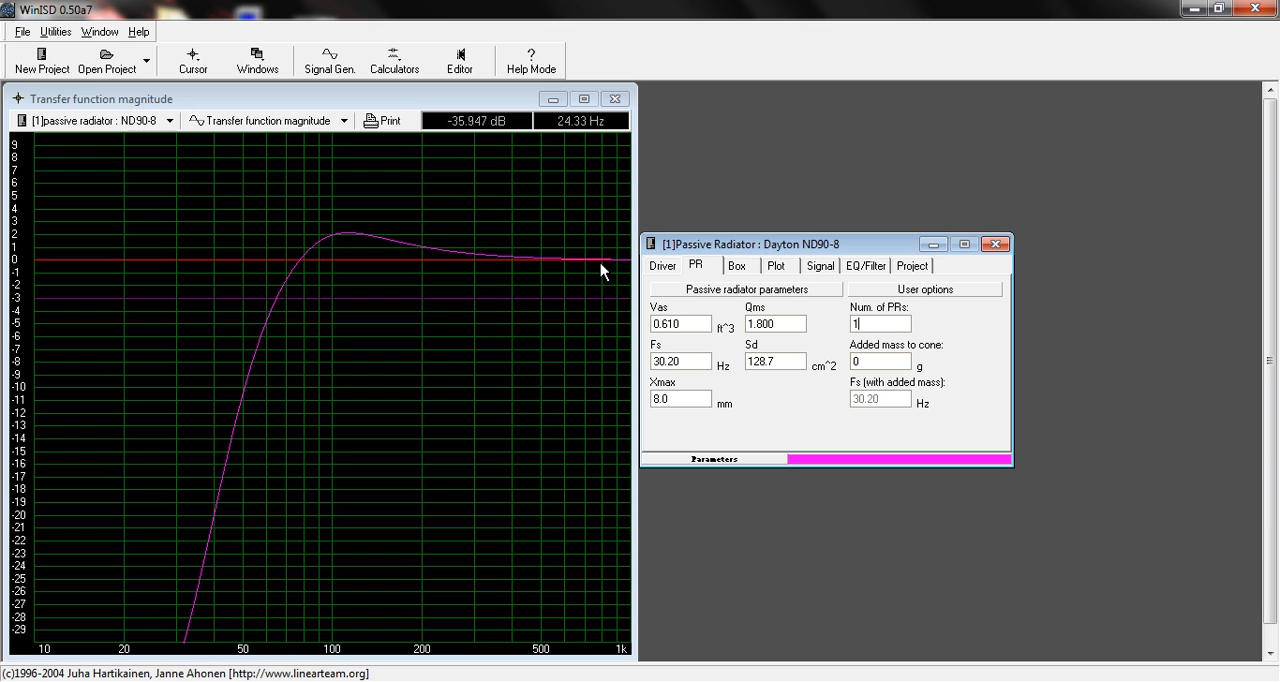 WinISD 0.50a7
File Utilities Window Help
New Project Open Project Cursor Windows Signal Gen. Calculators Editor ? Help Mode
Transfer function magnitude
[1]passive radiator : ND90-8 Transfer function magnitude Print -35.947 dB 24.33 Hz
9
8
7
6
5
4
3
2
1
0
-1
-2
-3
-4
-5
-6
-7
-8
-9
-10
-11
-12
-13
-14
-15
-16
-17
-18
-19
-20
-21
-22
-23
-24
-25
-26
-27
-28
-29
10 20 50 100 200 500 1k
[1]Passive Radiator : Dayton ND90-8
Driver PR Box Plot Signal EQ/Filter Project
Passive radiator parameters User options
Vas Qms Num. of PRs:
0.610 ft^3 1.800 1
Fs Sd Added mass to cone:
30.20 Hz 128.7 cm^2 0 g
Xmax Fs (with added mass):
8.0 mm 30.20 Hz
Parameters
(c)1996-2004 Juha Hartikainen, Janne Ahonen [http://www.linearteam.org]